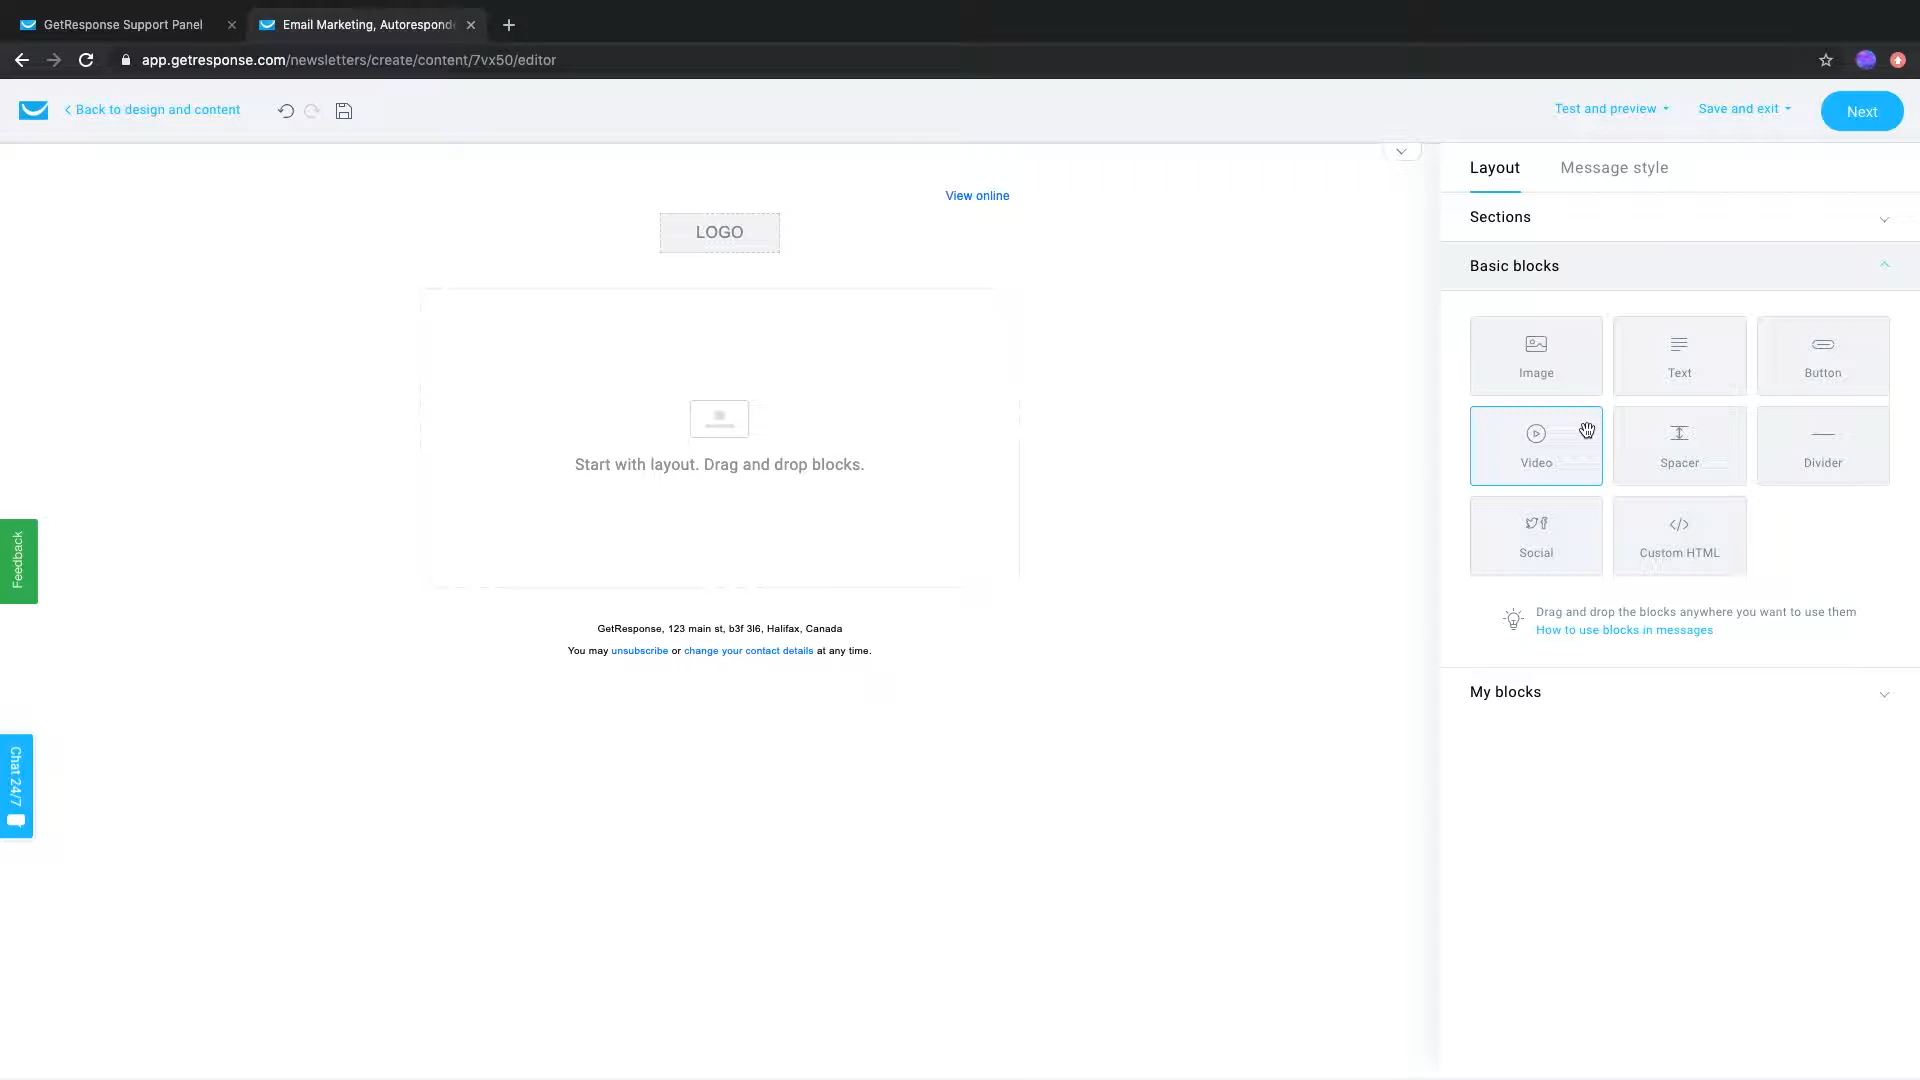 GetResponse Support Panel
Email Marketing, Autoresponde
app.getresponse.com/newsletters/create/content/7vx50/editor
Back to design and content
Test and preview
Save and exit
Next
View online
LOGO
Start with layout. Drag and drop blocks.
GetResponse, 123 main st, b3f 3l6, Halifax, Canada
You may unsubscribe or change your contact details at any time.
Feedback
Chat 24/7
Layout
Message style
Sections
Basic blocks
Image
Text
Button
Video
Spacer
Divider
Social
Custom HTML
Drag and drop the blocks anywhere you want to use them
How to use blocks in messages
My blocks